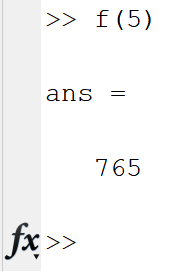 >> f(5)
ans =
765
fx >>